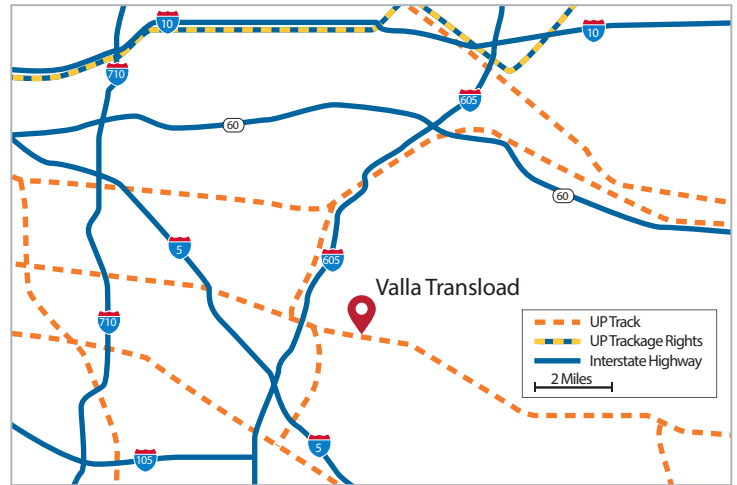 10
10
710
605
60
60
5
605
Valla Transload
710
UP Track
UP Trackage Rights
Interstate Highway
2 Miles
5
105